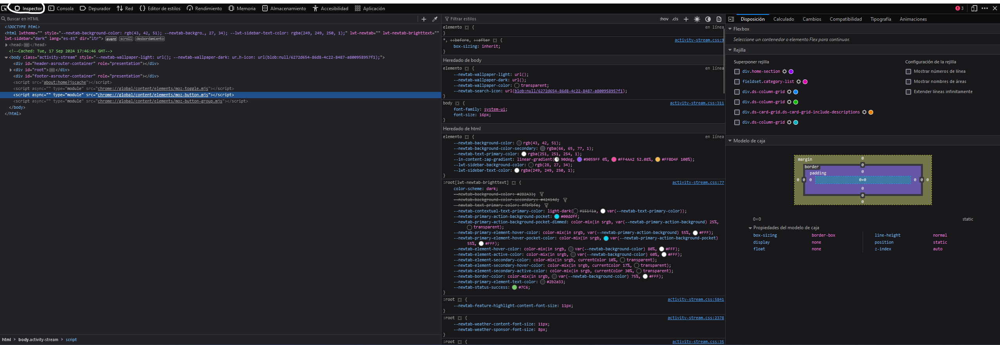 Inspector Consola Depurador Red Editor de estilos Rendimiento Memoria Almacenamiento Accesibilidad Aplicación 3
Buscar en HTML
<!DOCTYPE html>
<html lwtheme="" style="--newtab-background-color: rgb(43, 42, 51); --newtab-backgro…, 27, 34); --lwt-sidebar-text-color: rgba(249, 249, 250, 1);" lwt-newtab="" lwt-newtab-brighttext=""
lwt-sidebar="dark" lang="es-ES" dir="ltr"> event scroll desbordamiento
<head> ••• </head>
<!--Cached: Tue, 17 Sep 2024 17:46:46 GMT-->
<body class="activity-stream" style="--newtab-wallpaper-light: url(); --newtab-wallpaper-dark: ur…h-icon: url(blob:null/6272d654-86d8-4c22-8487-a800958957f1);">
<div id="header-asrouter-container" role="presentation"></div>
<div id="root"> ••• </div>
<div id="footer-asrouter-container" role="presentation"></div>
<script src="about:home?jscache"></script>
<script async="" type="module" src="chrome://global/content/elements/moz-toggle.mjs"></script>
<script async="" type="module" src="chrome://global/content/elements/moz-button.mjs"></script>
<script async="" type="module" src="chrome://global/content/elements/moz-button-group.mjs"></script>
</body>
</html>
html > body.activity-stream > script
Filtrar estilos :hov .cls
elemento { en línea
}
*, ::before, ::after { activity-stream.css:9
box-sizing: inherit;
}
Heredado de body
elemento { en línea
--newtab-wallpaper-light: url();
--newtab-wallpaper-dark: url();
--newtab-wallpaper-color: transparent;
--newtab-search-icon: url(blob:null/6272d654-86d8-4c22-8487-a800958957f1);
}
body { activity-stream.css:311
font-family: system-ui;
font-size: 16px;
}
Heredado de html
elemento { en línea
--newtab-background-color: rgb(43, 42, 51);
--newtab-background-color-secondary: rgba(66, 65, 77, 1);
--newtab-text-primary-color: rgba(251, 251, 254, 1);
--in-content-zap-gradient: linear-gradient( 90deg, #9059FF 0%, #FF4AA2 52.08%, #FFBD4F 100%);
--lwt-sidebar-background-color: rgb(28, 27, 34);
--lwt-sidebar-text-color: rgba(249, 249, 250, 1);
}
:root[lwt-newtab-brighttext] { activity-stream.css:77
color-scheme: dark;
--newtab-background-color: #2B2A33;
--newtab-background-color-secondary: #42414d;
--newtab-text-primary-color: #fbfbfe;
--newtab-contextual-text-primary-color: light-dark( #15141a, var(--newtab-text-primary-color));
--newtab-primary-action-background-pocket: #00ddff;
--newtab-primary-action-background-pocket-dimmed: color-mix(in srgb, var(--newtab-primary-action-background) 25%,
transparent);
--newtab-primary-element-hover-color: color-mix(in srgb, var(--newtab-primary-action-background) 55%, #FFF);
--newtab-primary-element-hover-pocket-color: color-mix(in srgb, var(--newtab-primary-action-background-pocket)
55%, #FFF);
--newtab-element-hover-color: color-mix(in srgb, var(--newtab-background-color) 80%, #FFF);
--newtab-element-active-color: color-mix(in srgb, var(--newtab-background-color) 60%, #FFF);
--newtab-element-secondary-color: color-mix(in srgb, currentColor 10%, transparent);
--newtab-element-secondary-hover-color: color-mix(in srgb, currentColor 17%, transparent);
--newtab-element-secondary-active-color: color-mix(in srgb, currentColor 30%, transparent);
--newtab-border-color: color-mix(in srgb, var(--newtab-background-color) 75%, #FFF);
--newtab-primary-element-text-color: #2b2a33;
--newtab-status-success: #7C6;
}
:root { activity-stream.css:5841
--newtab-feature-highlight-content-font-size: 11px;
}
:root { activity-stream.css:2378
--newtab-weather-content-font-size: 11px;
--newtab-weather-sponsor-font-size: 8px;
}
:root { activity-stream.css:35
Disposición Calculado Cambios Compatibilidad Tipografía Animaciones
Flexbox
Seleccione un contenedor o elemento Flex para continuar.
Rejilla
Superponer rejilla
div.home-section
fieldset.category-list
div.ds-column-grid
div.ds-column-grid
div.ds-card-grid.ds-card-grid-include-descriptions
div.ds-column-grid
Configuración de la rejilla
Mostrar números de línea
Mostrar nombres de áreas
Extender líneas infinitamente
Modelo de caja
margin 0
border 0
padding 0
0 0 0 0×0 0 0 0
0
0
0
0×0 static
Propiedades del modelo de caja
box-sizing border-box line-height normal
display none position static
float none z-index auto